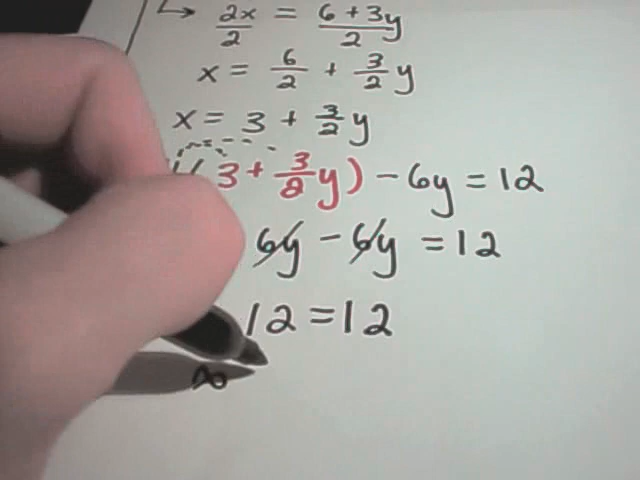 ↳ 2x/2 = 6+3y/2
x = 6/2 + 3/2 y
x = 3 + 3/2 y
(3 + 3/2 y) - 6y = 12
6y - 6y = 12
12 = 12
∞